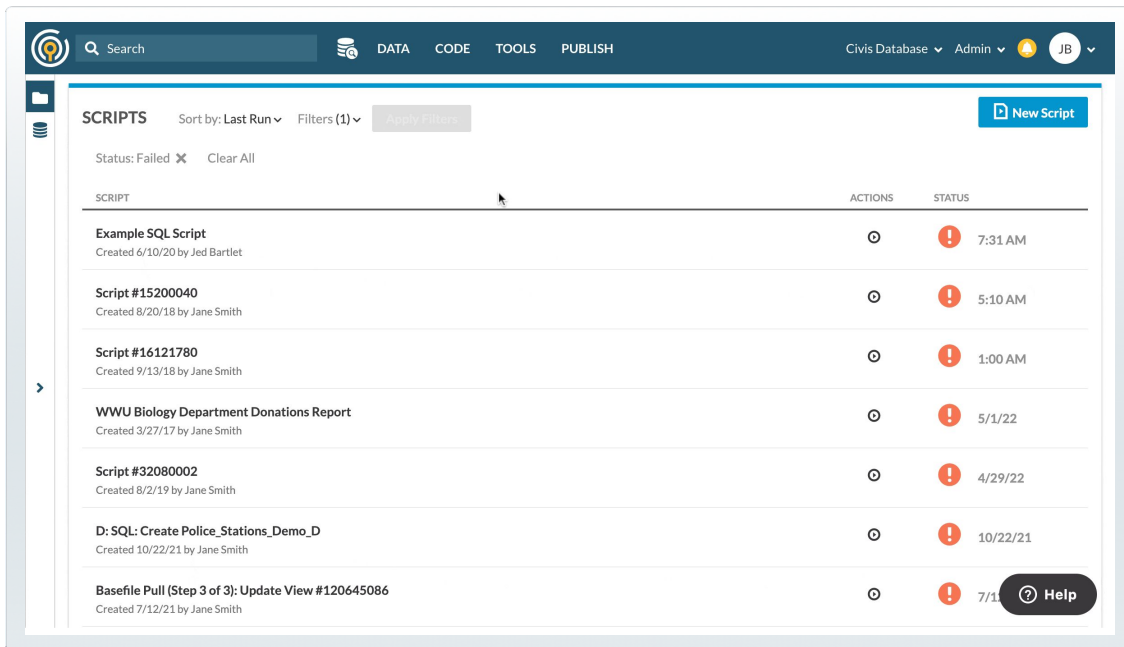 Search DATA CODE TOOLS PUBLISH Civis Database Admin JB
SCRIPTS Sort by: Last Run Filters (1) Apply Filters New Script
Status: Failed Clear All
SCRIPT ACTIONS STATUS
Example SQL Script
Created 6/10/20 by Jed Bartlet
7:31 AM
Script #15200040
Created 8/20/18 by Jane Smith
5:10 AM
Script #16121780
Created 9/13/18 by Jane Smith
1:00 AM
WWU Biology Department Donations Report
Created 3/27/17 by Jane Smith
5/1/22
Script #32080002
Created 8/2/19 by Jane Smith
4/29/22
D: SQL: Create Police_Stations_Demo_D
Created 10/22/21 by Jane Smith
10/22/21
Basefile Pull (Step 3 of 3): Update View #120645086
Created 7/12/21 by Jane Smith
Help